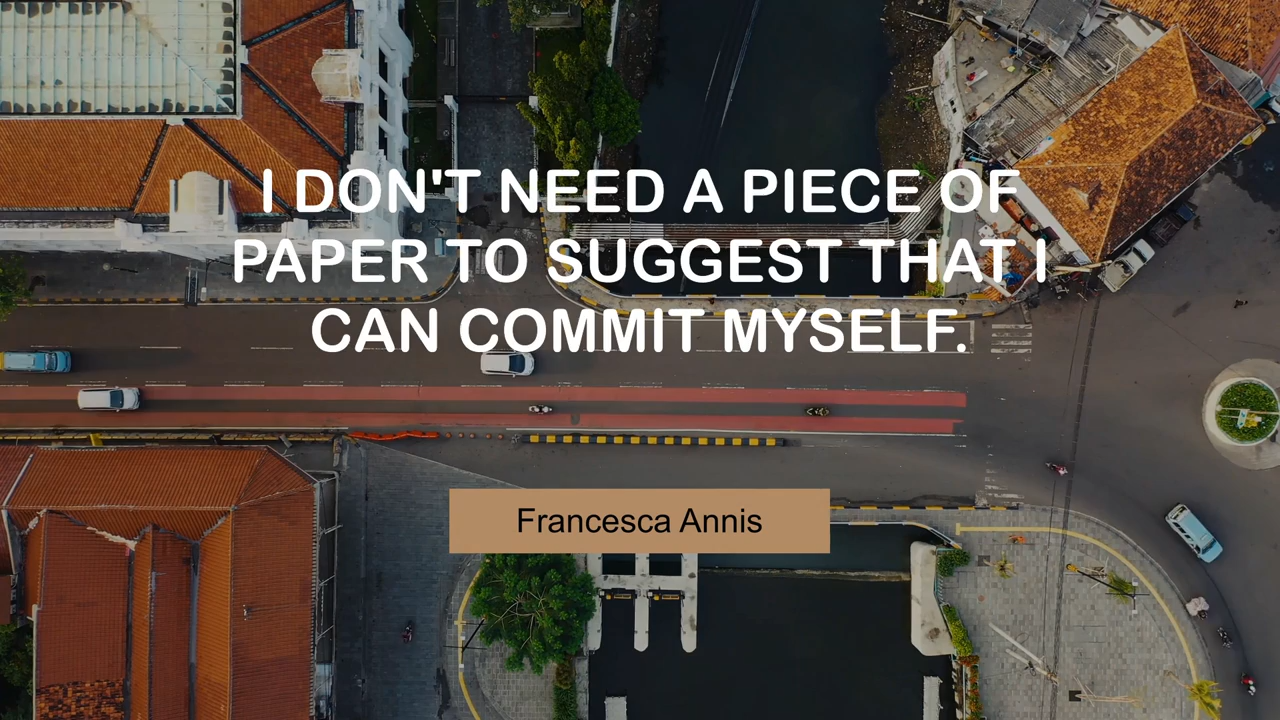 I DON'T NEED A PIECE OF
PAPER TO SUGGEST THAT I
CAN COMMIT MYSELF.
Francesca Annis